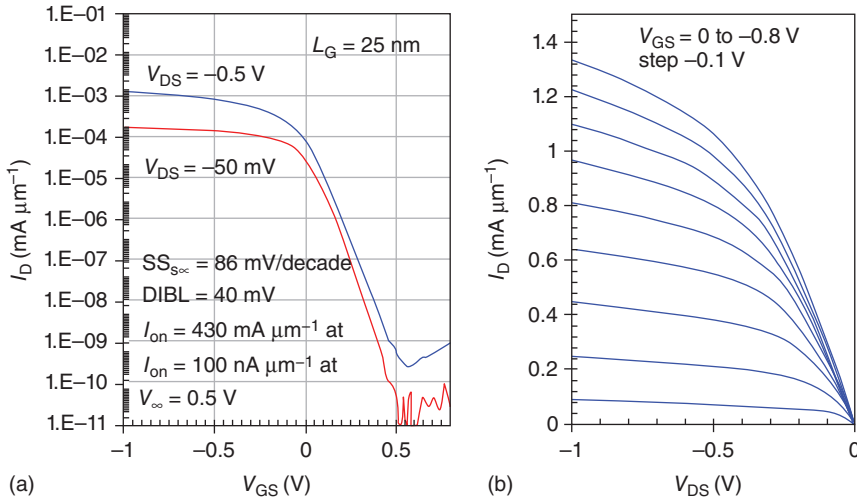 1.E−01
1.E−02
1.E−03
1.E−04
1.E−05
1.E−06
1.E−07
1.E−08
1.E−09
1.E−10
1.E−11
I_D (mA μm⁻¹)
L_G = 25 nm
V_DS = −0.5 V
V_DS = −50 mV
SS_s∞ = 86 mV/decade
DIBL = 40 mV
I_on = 430 mA μm⁻¹ at
I_on = 100 nA μm⁻¹ at
V_∞ = 0.5 V
−1 −0.5 0 0.5
V_GS (V)
(a)
1.4
1.2
1
0.8
0.6
0.4
0.2
0
I_D (mA μm⁻¹)
V_GS = 0 to −0.8 V
step −0.1 V
−1 −0.5 0
V_DS (V)
(b)